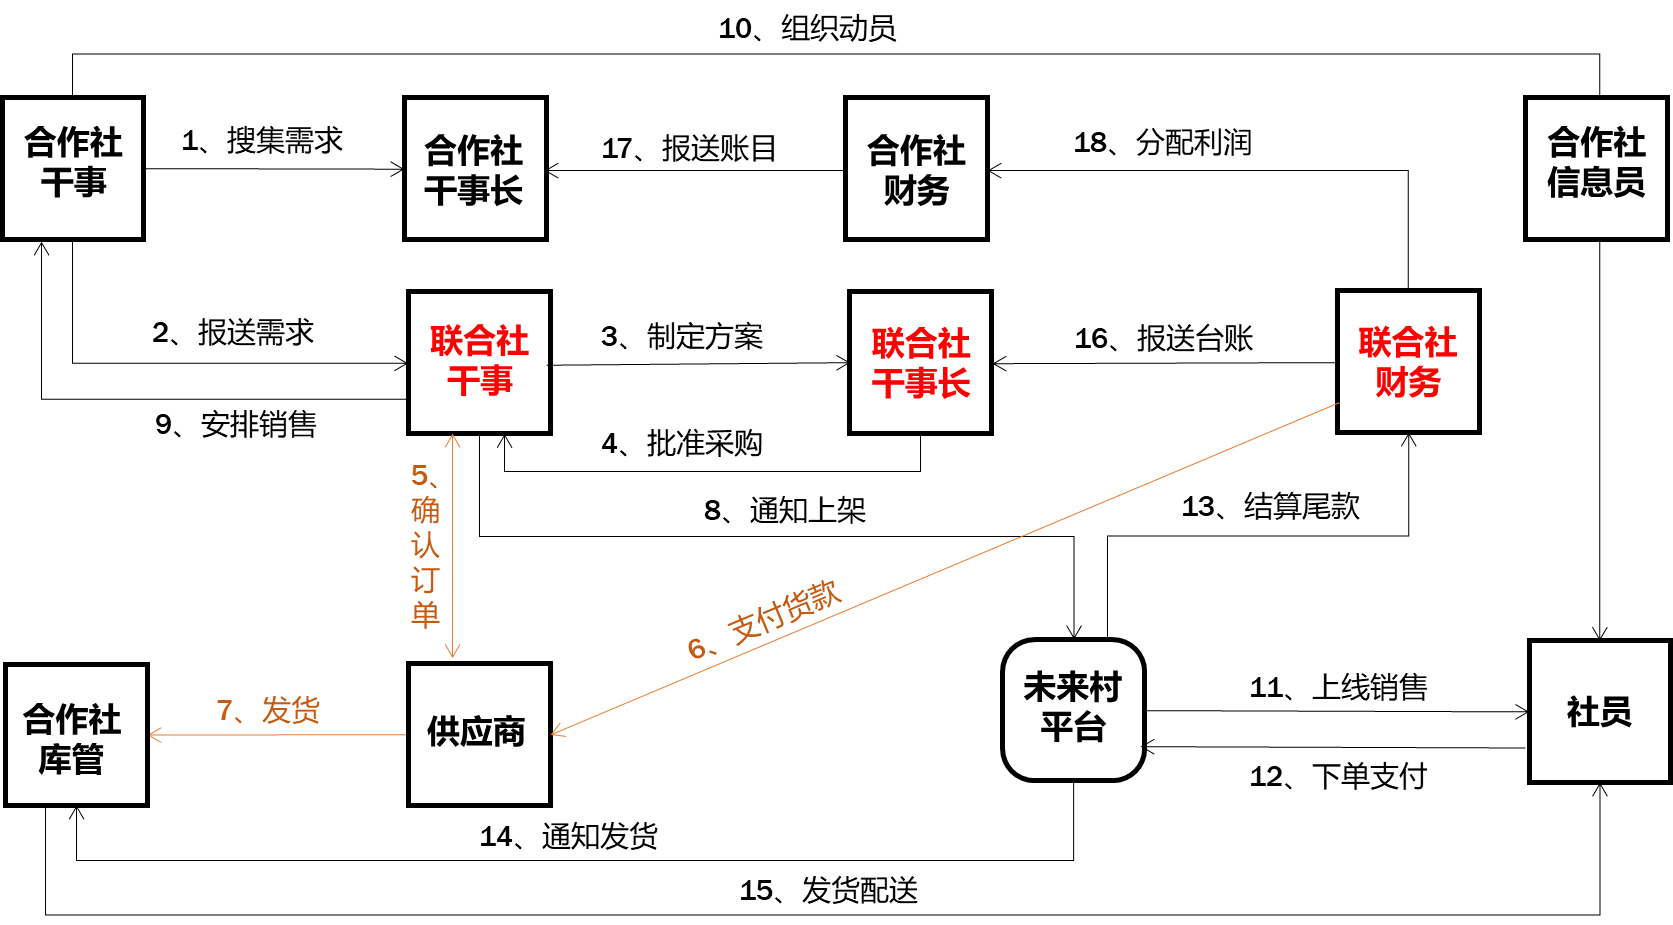 10、组织动员
合作社
干事
1、搜集需求
合作社
干事长
17、报送账目
合作社
财务
18、分配利润
合作社
信息员
2、报送需求
联合社
干事
3、制定方案
联合社
干事长
16、报送台账
联合社
财务
9、安排销售
4、批准采购
5、
确
认
订
单
8、通知上架
13、结算尾款
6、支付货款
合作社
库管
7、发货
供应商
未来村
平台
11、上线销售
社员
12、下单支付
14、通知发货
15、发货配送